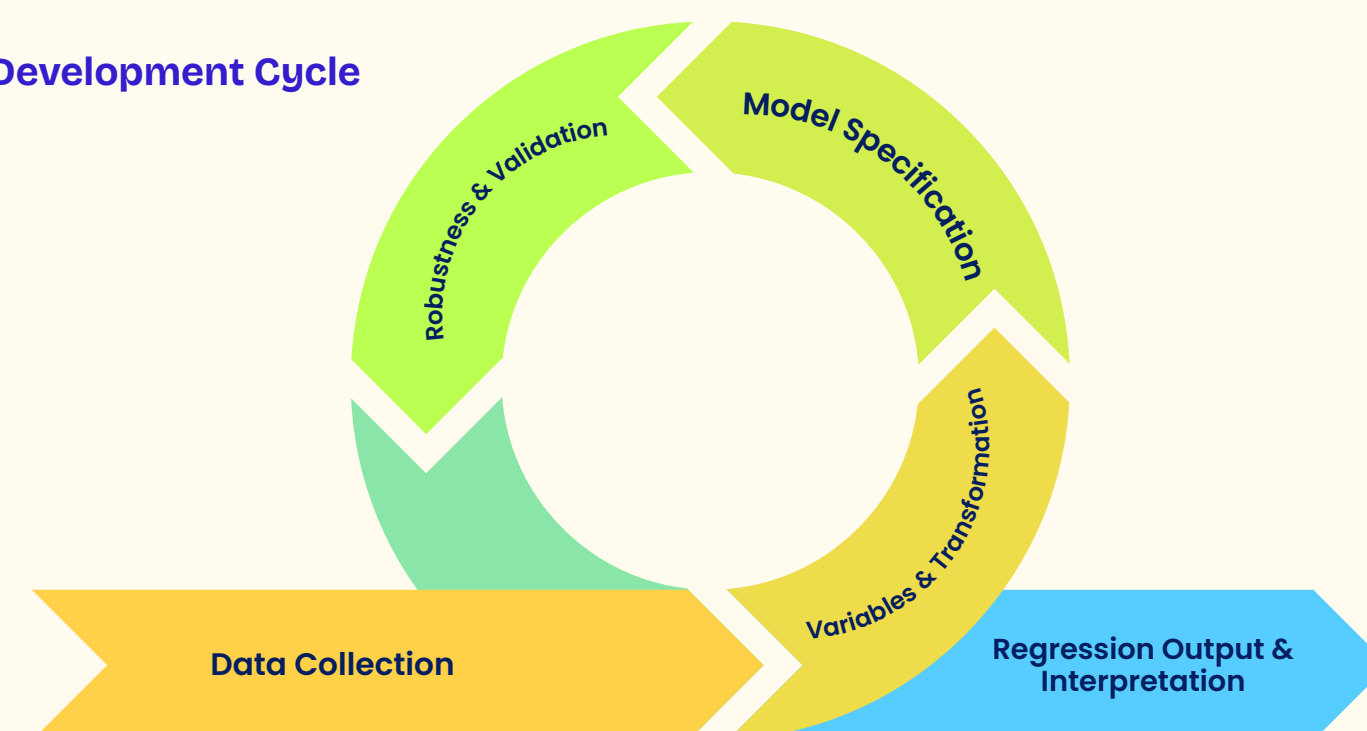 Development Cycle
Model Specification
Robustness & Validation
Variables & Transformation
Data Collection
Regression Output &
Interpretation